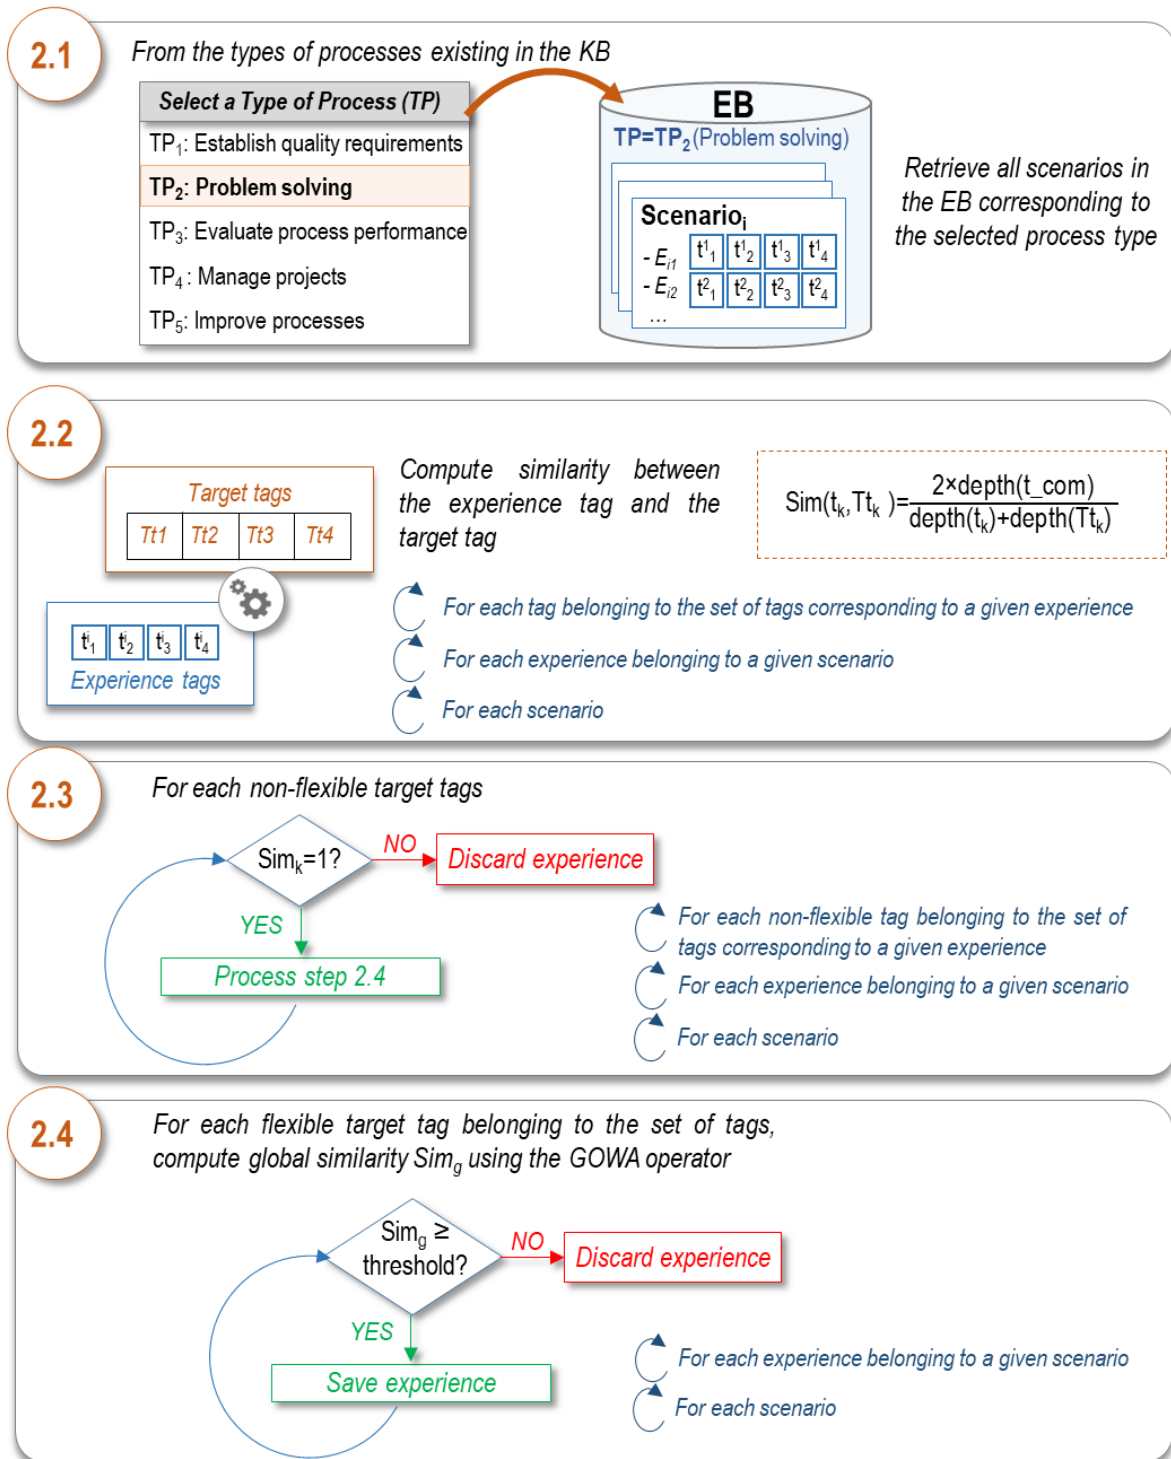 2.1
From the types of processes existing in the KB
Select a Type of Process (TP)
TP₁: Establish quality requirements
TP₂: Problem solving
TP₃: Evaluate process performance
TP₄: Manage projects
TP₅: Improve processes
EB
TP=TP₂(Problem solving)
Scenarioᵢ
- Eᵢ₁ t¹₁ t¹₂ t¹₃ t¹₄
- Eᵢ₂ t²₁ t²₂ t²₃ t²₄
...
Retrieve all scenarios in
the EB corresponding to
the selected process type
2.2
Target tags
Tt1 Tt2 Tt3 Tt4
tⁱ₁ tⁱ₂ tⁱ₃ tⁱ₄
Experience tags
Compute similarity between
the experience tag and the
target tag
Sim(tₖ,Ttₖ)=2×depth(t_com)
depth(tₖ)+depth(Ttₖ)
For each tag belonging to the set of tags corresponding to a given experience
For each experience belonging to a given scenario
For each scenario
2.3
For each non-flexible target tags
Simₖ=1?
NO
Discard experience
YES
Process step 2.4
For each non-flexible tag belonging to the set of
tags corresponding to a given experience
For each experience belonging to a given scenario
For each scenario
2.4
For each flexible target tag belonging to the set of tags,
compute global similarity Sim_g using the GOWA operator
Sim_g ≥
threshold?
NO
Discard experience
YES
Save experience
For each experience belonging to a given scenario
For each scenario